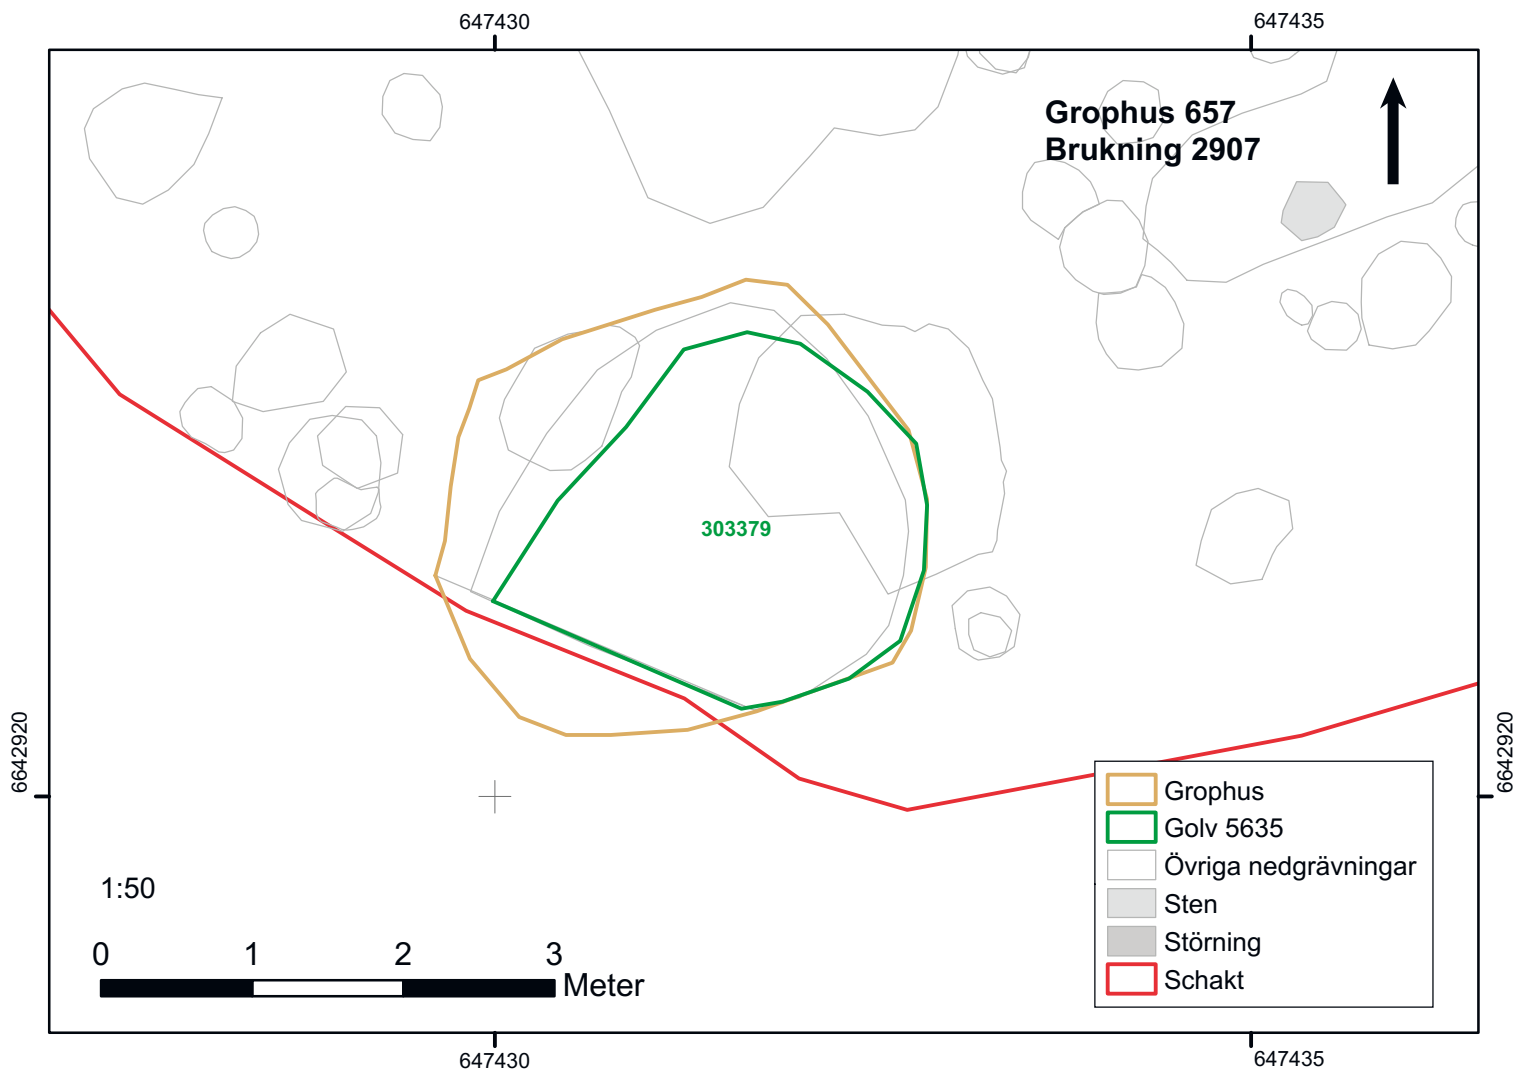 647430
647435
Grophus 657
Brukning 2907
303379
6642920
6642920
Grophus
Golv 5635
Övriga nedgrävningar
Sten
Störning
Schakt
1:50
0 1 2 3
Meter
647430
647435